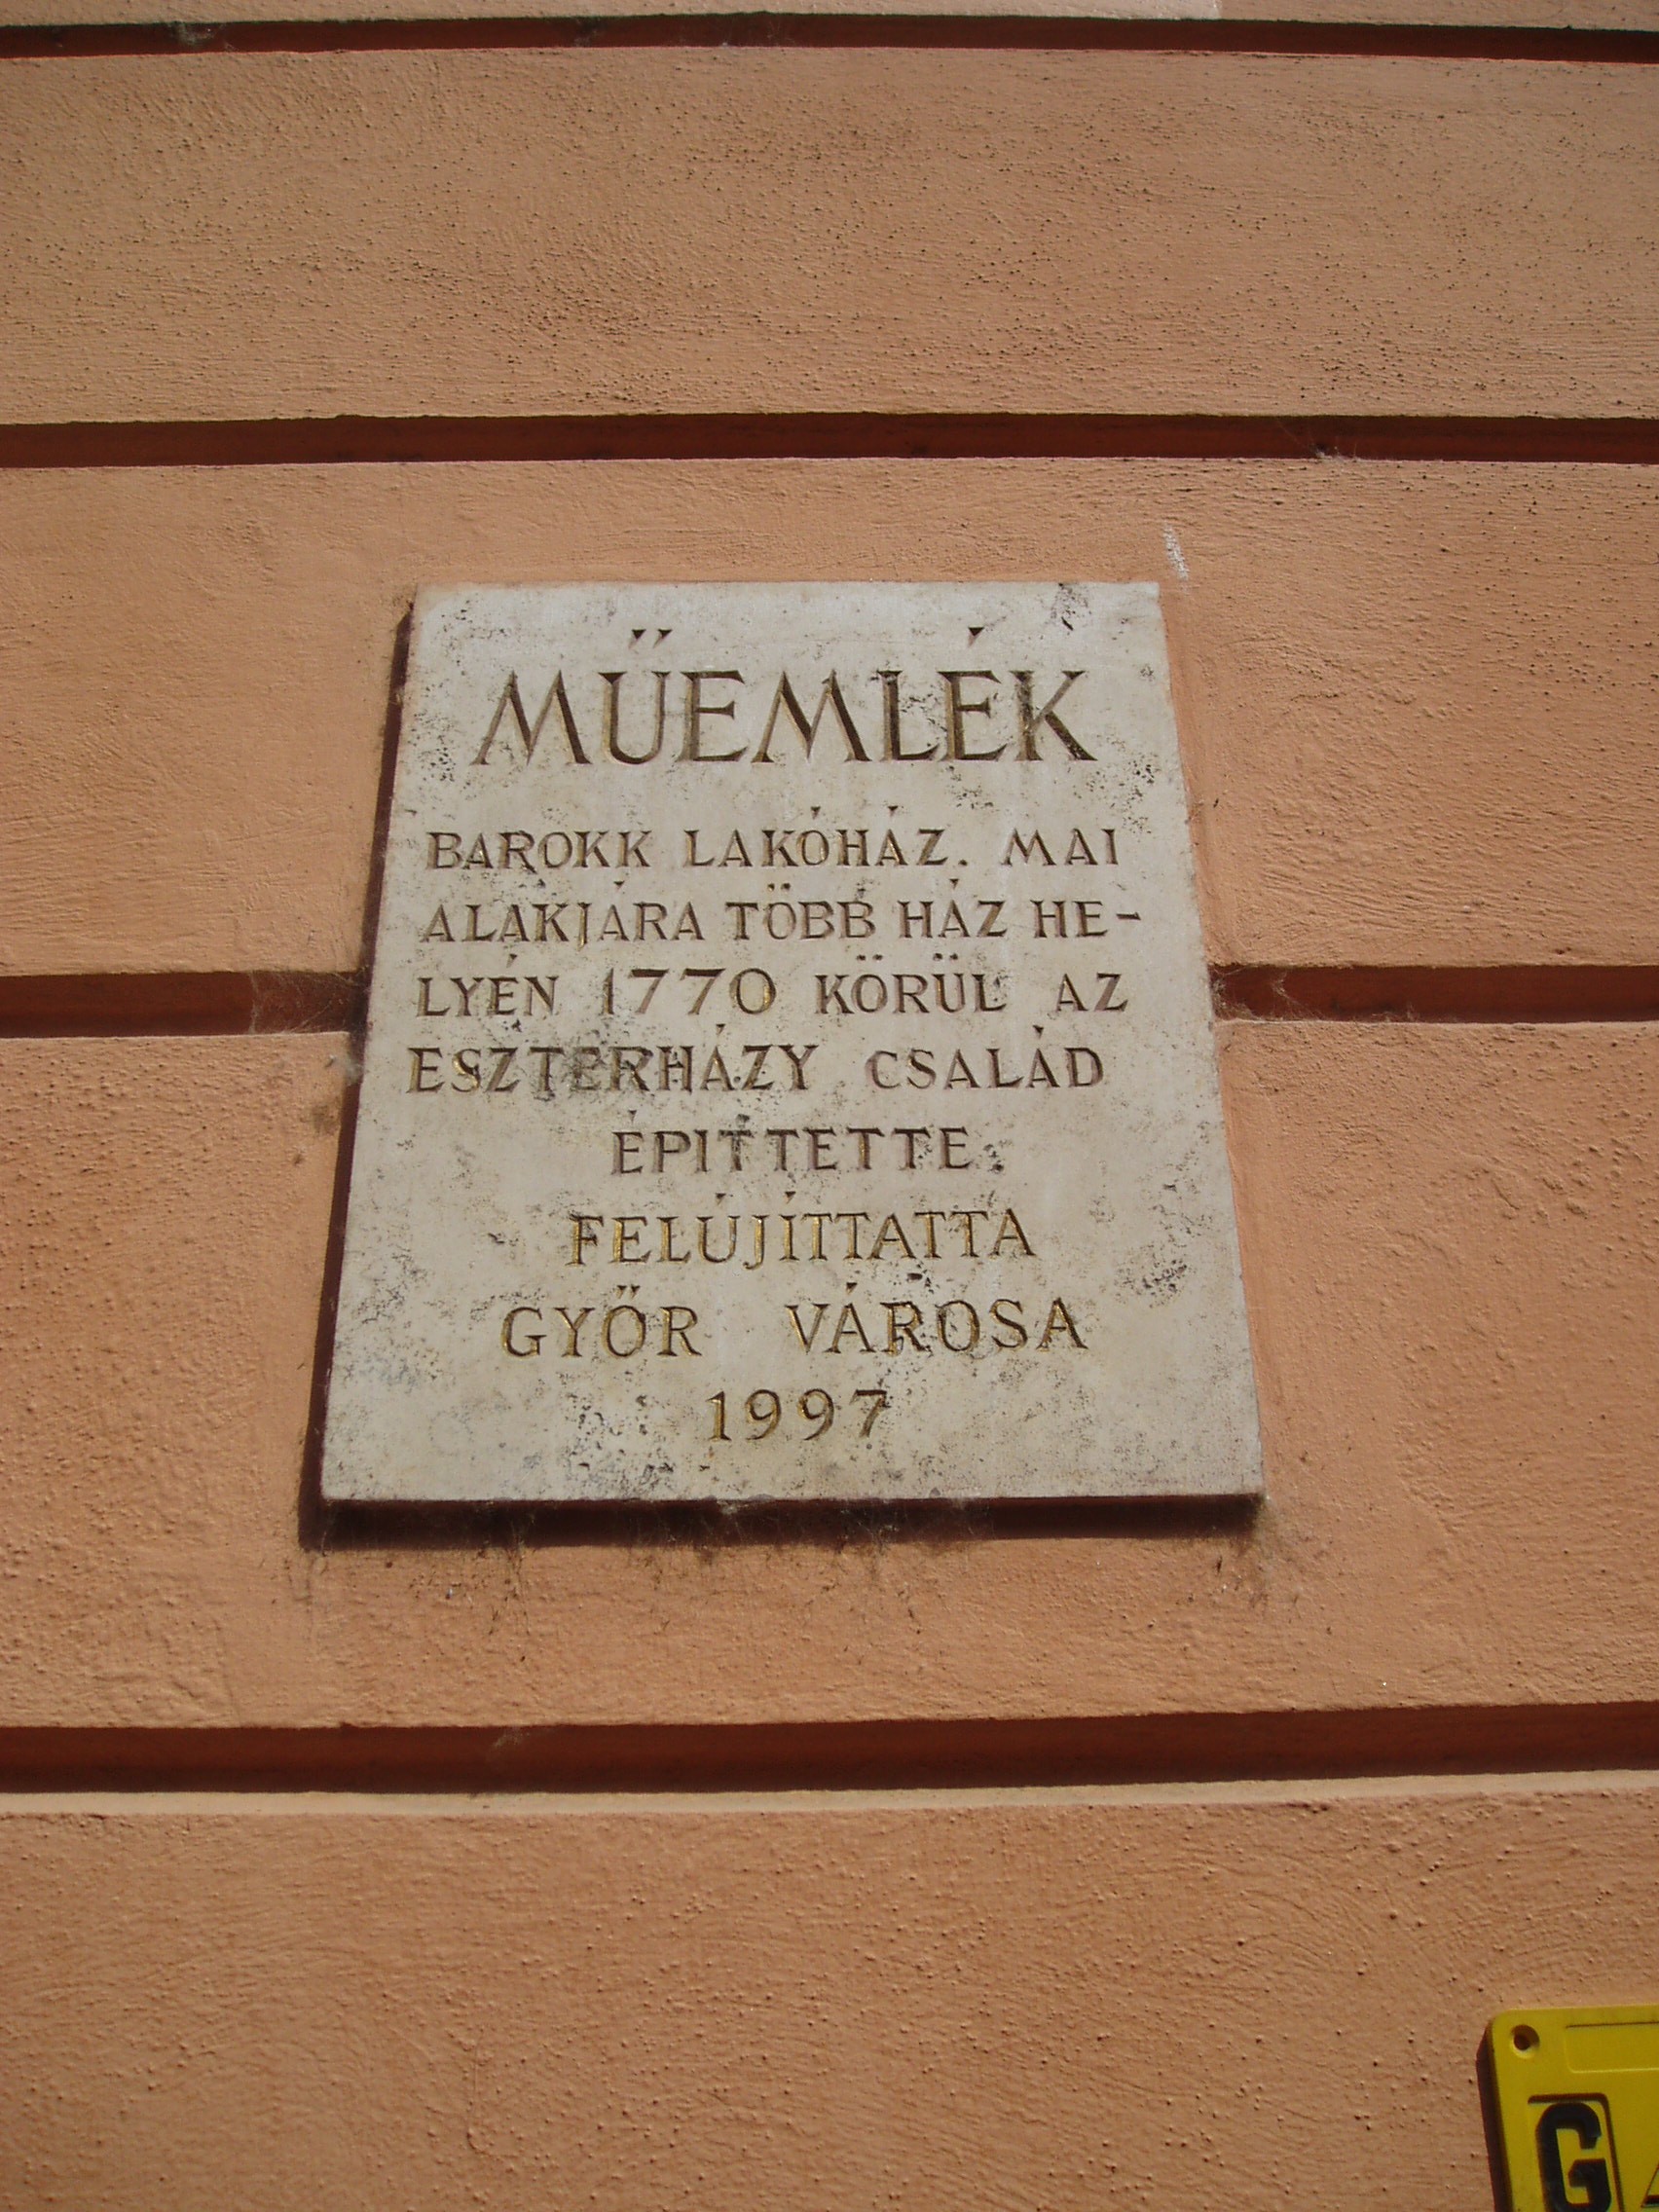 MŰEMLÉK
BAROKK LAKÓHÁZ. MAI
ALAKJÁRA TÖBB HÁZ HE-
LYÉN 1770 KÖRÜL AZ
ESZTERHÁZY CSALÁD
ÉPITTETTE.
FELÚJÍTTATTA
GYŐR VÁROSA
1997
G